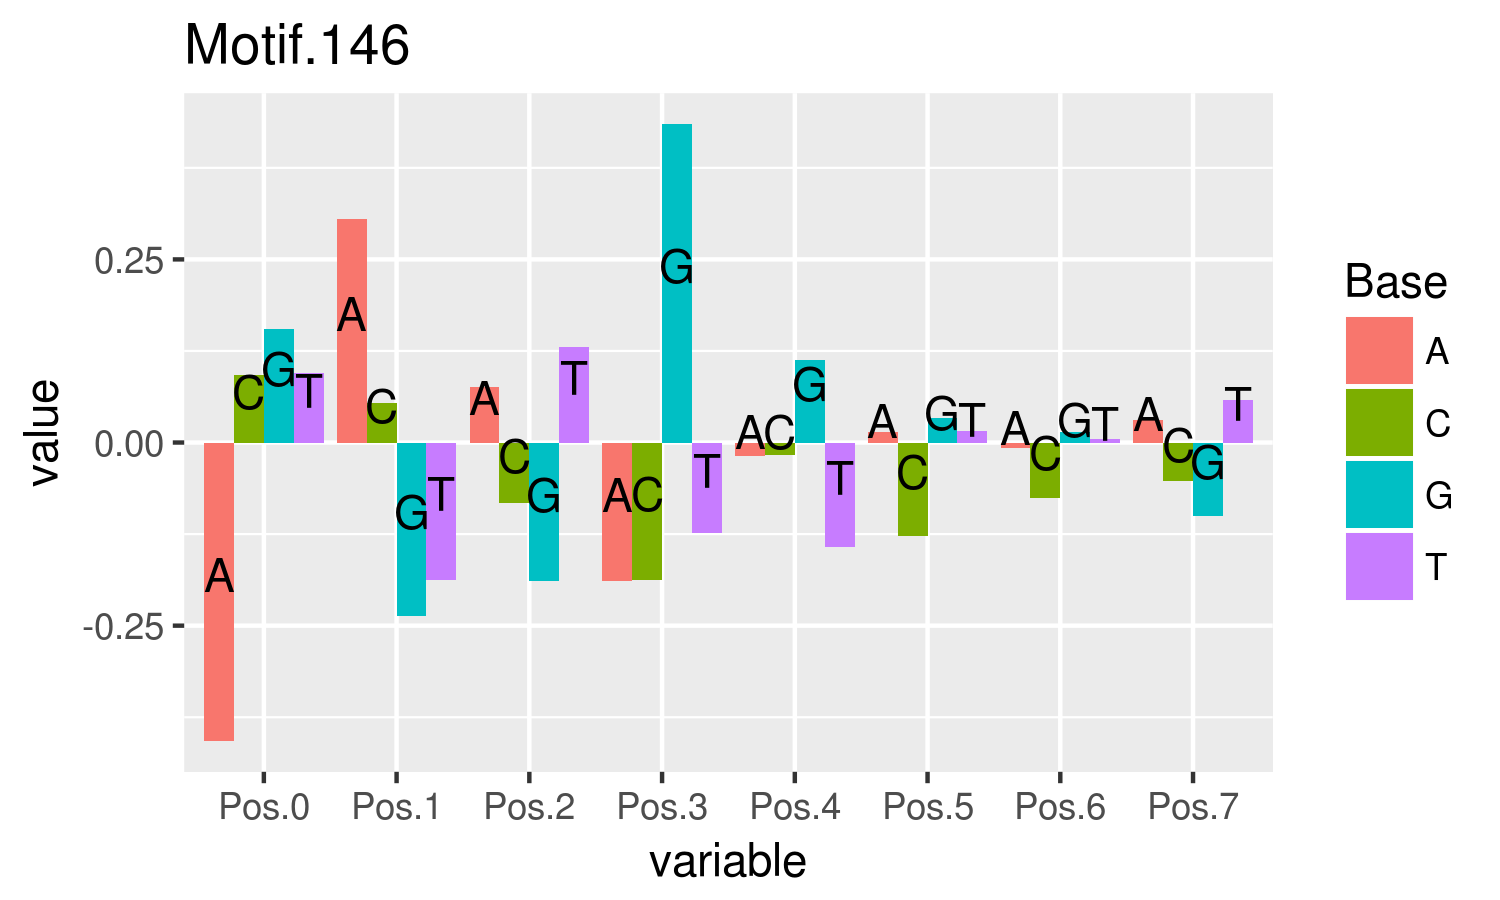 Motif.146
value
0.25
0.00
-0.25
A C G T
A C G T
A C G T
A C G T
A C G T
A C G T
A C G T
A C G T
Pos.0 Pos.1 Pos.2 Pos.3 Pos.4 Pos.5 Pos.6 Pos.7
variable
Base
A
C
G
T